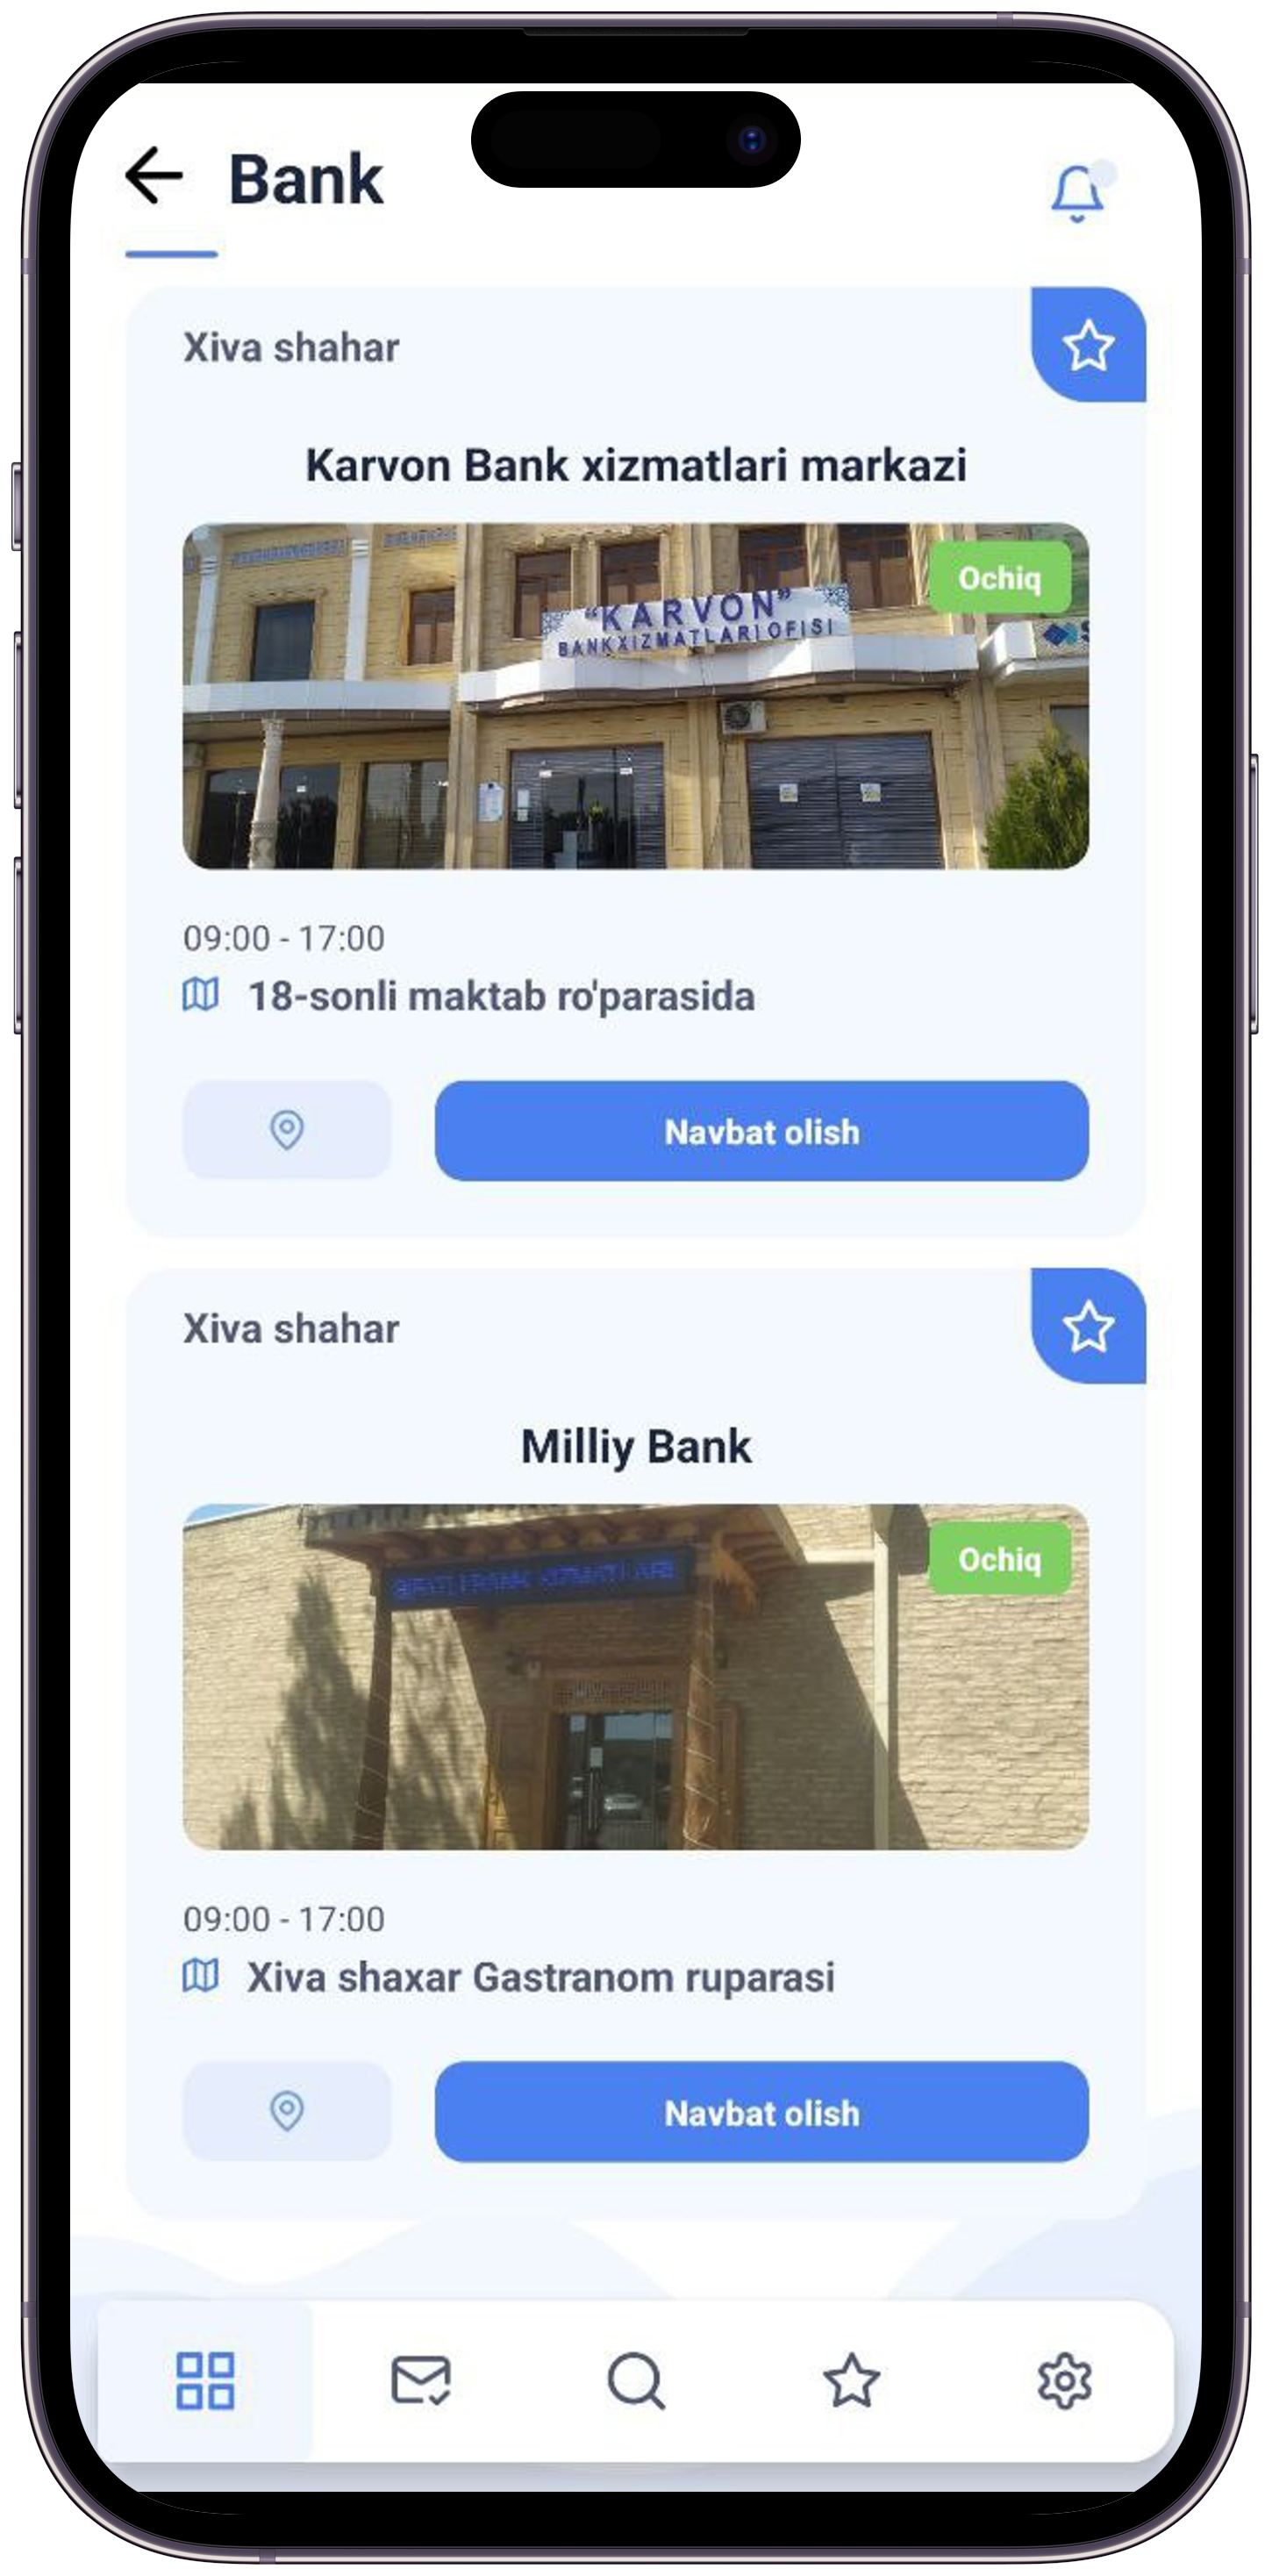 Bank
Xiva shahar
Karvon Bank xizmatlari markazi
Ochiq
"KARVON"
BANK XIZMATLARI OFISI
09:00 - 17:00
18-sonli maktab ro'parasida
Navbat olish
Xiva shahar
Milliy Bank
Ochiq
09:00 - 17:00
Xiva shaxar Gastranom ruparasi
Navbat olish